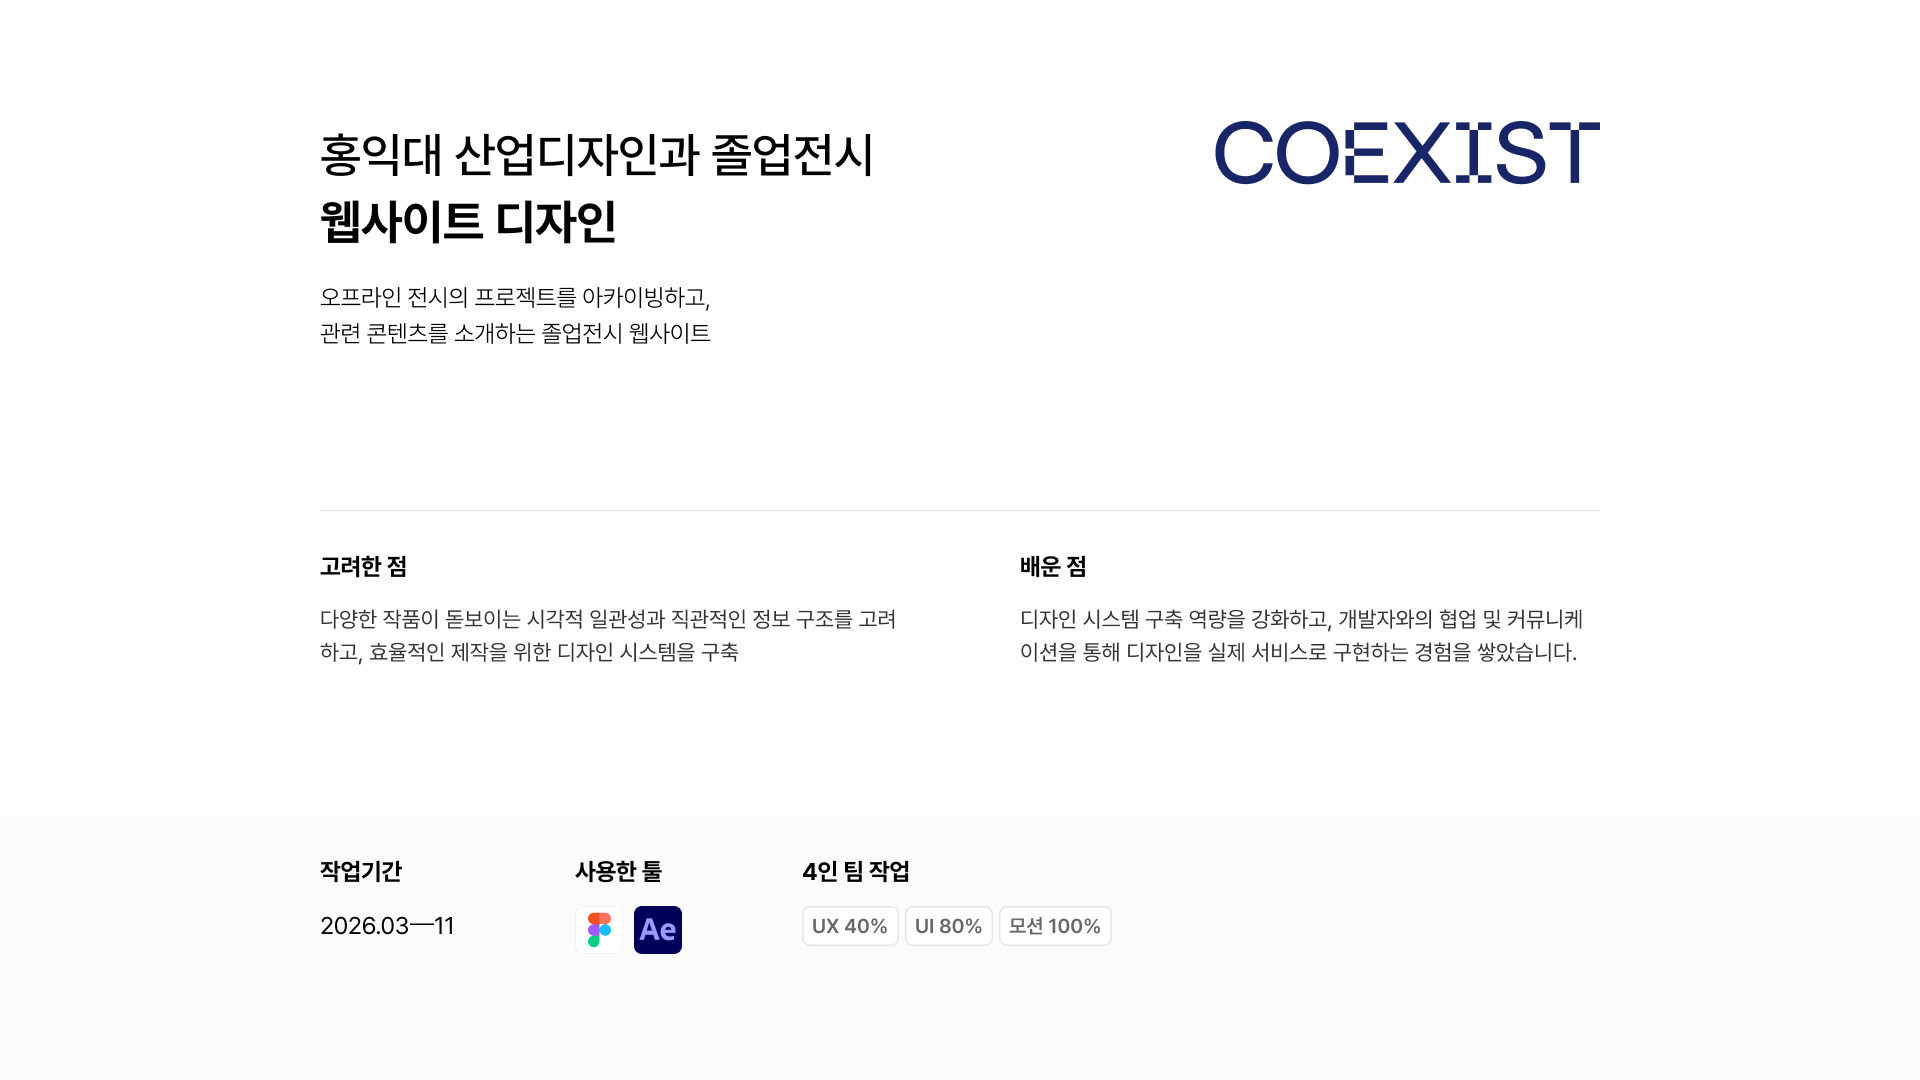 홍익대 산업디자인과 졸업전시
웹사이트 디자인
COEXIST
오프라인 전시의 프로젝트를 아카이빙하고,
관련 콘텐츠를 소개하는 졸업전시 웹사이트
고려한 점
다양한 작품이 돋보이는 시각적 일관성과 직관적인 정보 구조를 고려
하고, 효율적인 제작을 위한 디자인 시스템을 구축
배운 점
디자인 시스템 구축 역량을 강화하고, 개발자와의 협업 및 커뮤니케
이션을 통해 디자인을 실제 서비스로 구현하는 경험을 쌓았습니다.
작업기간
2026.03—11
사용한 툴
Ae
4인 팀 작업
UX 40%
UI 80%
모션 100%